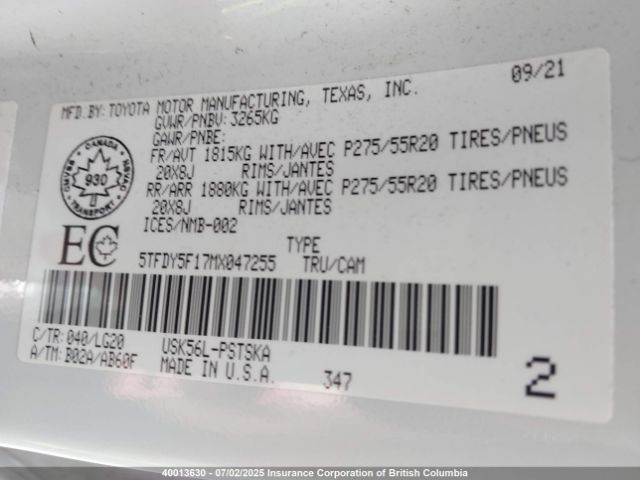 MFD.BY:TOYOTA MOTOR MANUFACTURING, TEXAS, INC. 09/21
GVWR/PNBV:3265KG
GAWR/PNBE:
FR/AVT 1815KG WITH/AVEC P275/55R20 TIRES/PNEUS
20X8J RIMS/JANTES
RR/ARR 1880KG WITH/AVEC P275/55R20 TIRES/PNEUS
20X8J RIMS/JANTES
ICES/NMB-002
CANADA
930
TRANSPORT
EC
TYPE
5TFDY5F17MX047255 TRU/CAM
C/TR:040/LG20 USK56L-PSTSKA
A/TM:B02A/AB60F MADE IN U.S.A. 347 2
40013630 - 07/02/2025 Insurance Corporation of British Columbia